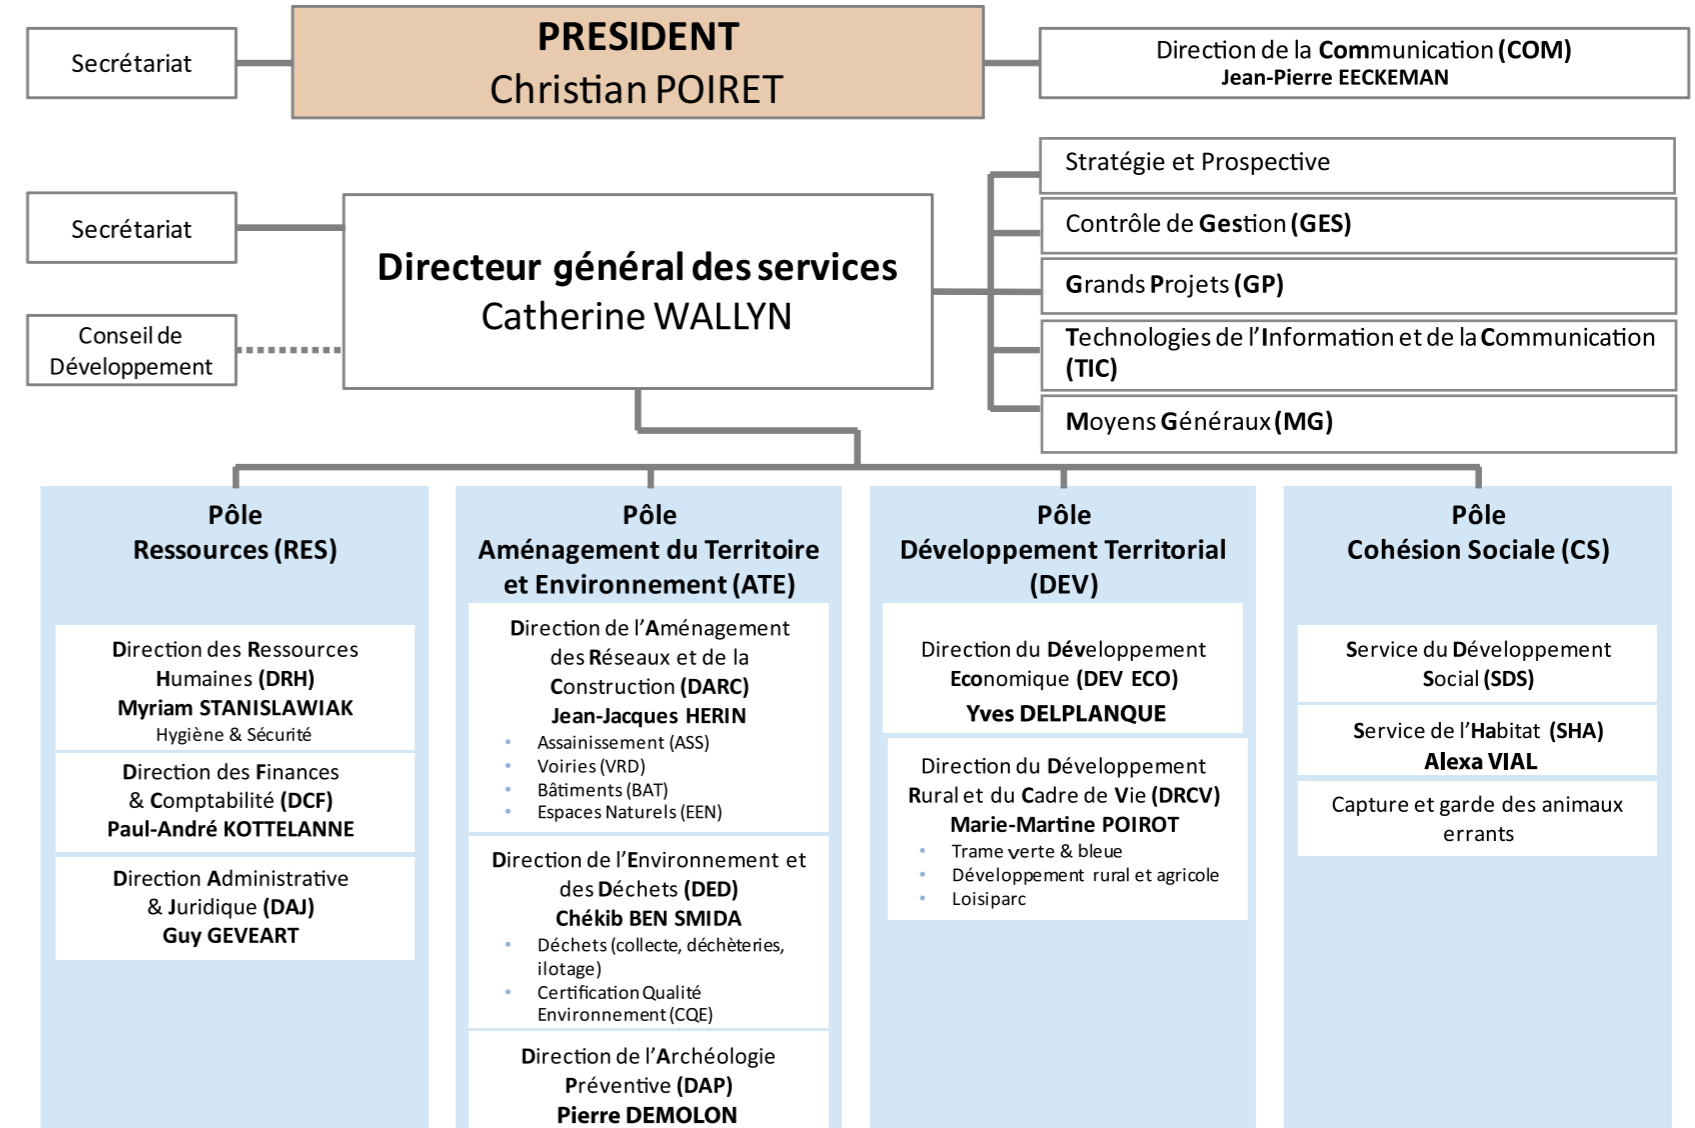 Secrétariat
PRESIDENT
Christian POIRET
Direction de la Communication (COM)
Jean-Pierre EECKEMAN
Secrétariat
Conseil de
Développement
Directeur général des services
Catherine WALLYN
Stratégie et Prospective
Contrôle de Gestion (GES)
Grands Projets (GP)
Technologies de l'Information et de la Communication
(TIC)
Moyens Généraux (MG)
Pôle
Ressources (RES)
Direction des Ressources
Humaines (DRH)
Myriam STANISLAWIAK
Hygiène & Sécurité
Direction des Finances
& Comptabilité (DCF)
Paul-André KOTTELANNE
Direction Administrative
& Juridique (DAJ)
Guy GEVEART
Pôle
Aménagement du Territoire
et Environnement (ATE)
Direction de l'Aménagement
des Réseaux et de la
Construction (DARC)
Jean-Jacques HERIN
• Assainissement (ASS)
• Voiries (VRD)
• Bâtiments (BAT)
• Espaces Naturels (EEN)
Direction de l'Environnement et
des Déchets (DED)
Chékib BEN SMIDA
• Déchets (collecte, déchèteries,
ilotage)
• Certification Qualité
Environnement (CQE)
Direction de l'Archéologie
Préventive (DAP)
Pierre DEMOLON
Pôle
Développement Territorial
(DEV)
Direction du Développement
Economique (DEV ECO)
Yves DELPLANQUE
Direction du Développement
Rural et du Cadre de Vie (DRCV)
Marie-Martine POIROT
• Trame verte & bleue
• Développement rural et agricole
• Loisiparc
Pôle
Cohésion Sociale (CS)
Service du Développement
Social (SDS)
Service de l'Habitat (SHA)
Alexa VIAL
Capture et garde des animaux
errants